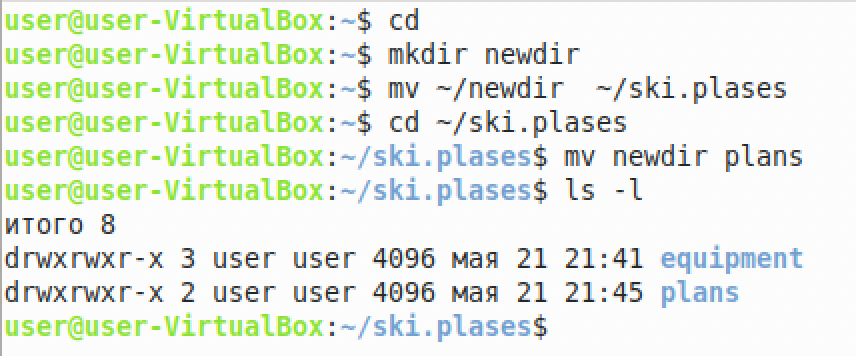 user@user-VirtualBox:~$ cd
user@user-VirtualBox:~$ mkdir newdir
user@user-VirtualBox:~$ mv ~/newdir  ~/ski.plases
user@user-VirtualBox:~$ cd ~/ski.plases
user@user-VirtualBox:~/ski.plases$ mv newdir plans
user@user-VirtualBox:~/ski.plases$ ls -l
итого 8
drwxrwxr-x 3 user user 4096 мая 21 21:41 equipment
drwxrwxr-x 2 user user 4096 мая 21 21:45 plans
user@user-VirtualBox:~/ski.plases$